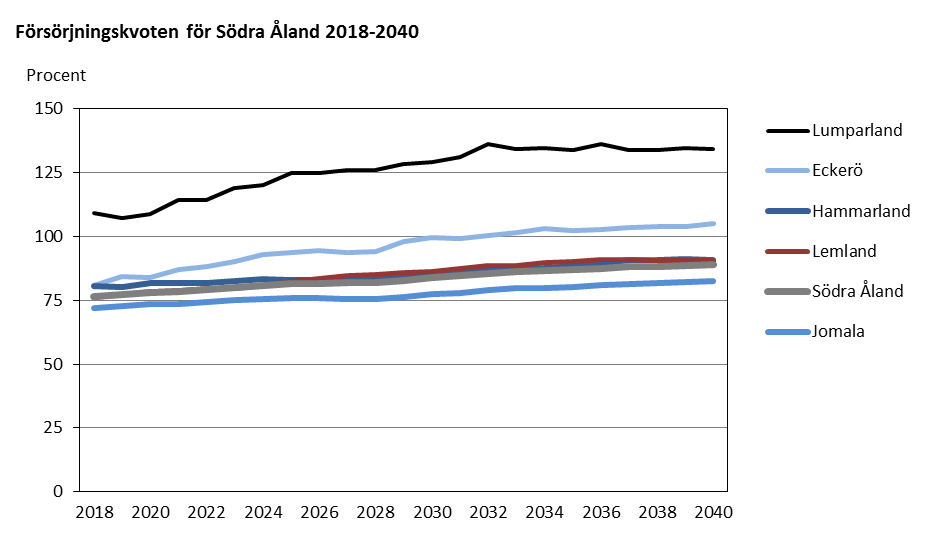 Försörjningskvoten för Södra Åland 2018-2040
Procent
150
125
100
75
50
25
0
2018 2020 2022 2024 2026 2028 2030 2032 2034 2036 2038 2040
Lumparland
Eckerö
Hammarland
Lemland
Södra Åland
Jomala